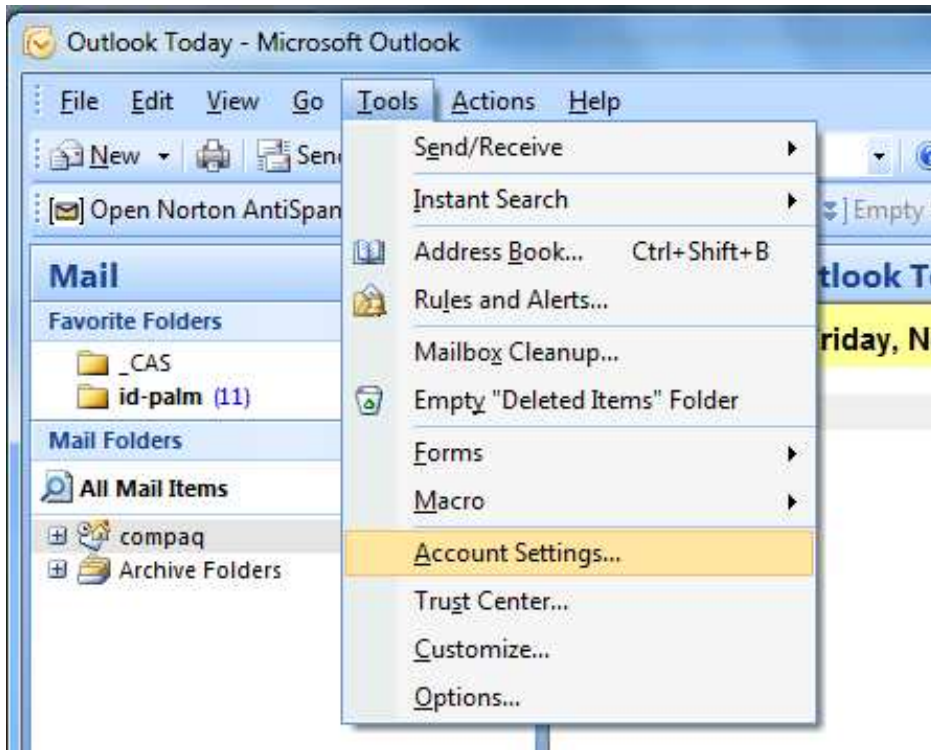 Outlook Today - Microsoft Outlook
File Edit View Go Tools Actions Help
New
Send/Receive
Instant Search
[ ] Open Norton AntiSpam Empty
Address Book... Ctrl+Shift+B
Mail
Rules and Alerts...
Favorite Folders
Mailbox Cleanup...
_CAS
id-palm (11)
Empty "Deleted Items" Folder
Mail Folders
Forms
All Mail Items
Macro
compaq
Account Settings...
Archive Folders
Trust Center...
Customize...
Options...